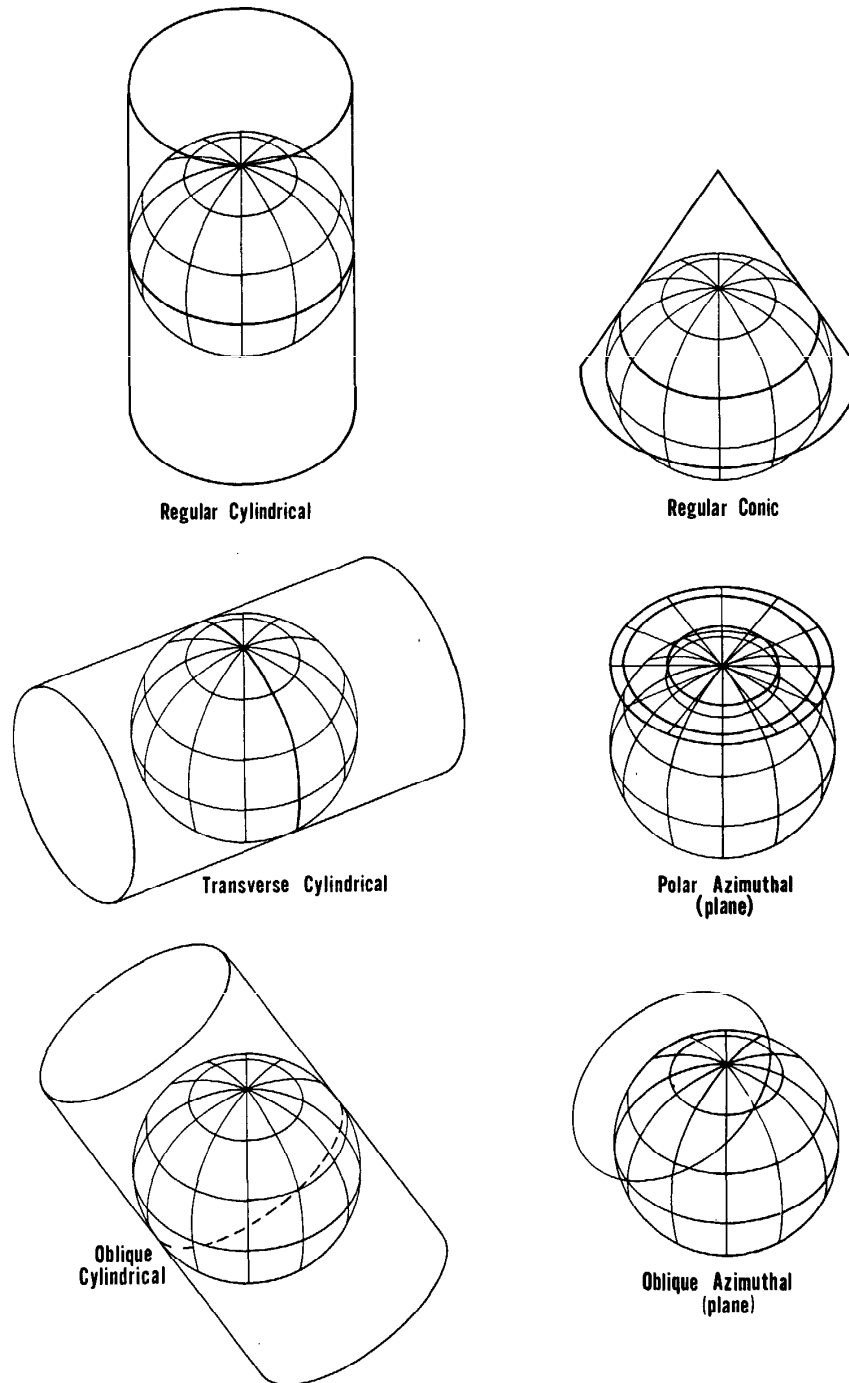 Regular Cylindrical
Regular Conic
Transverse Cylindrical
Polar Azimuthal
(plane)
Oblique
Cylindrical
Oblique Azimuthal
(plane)